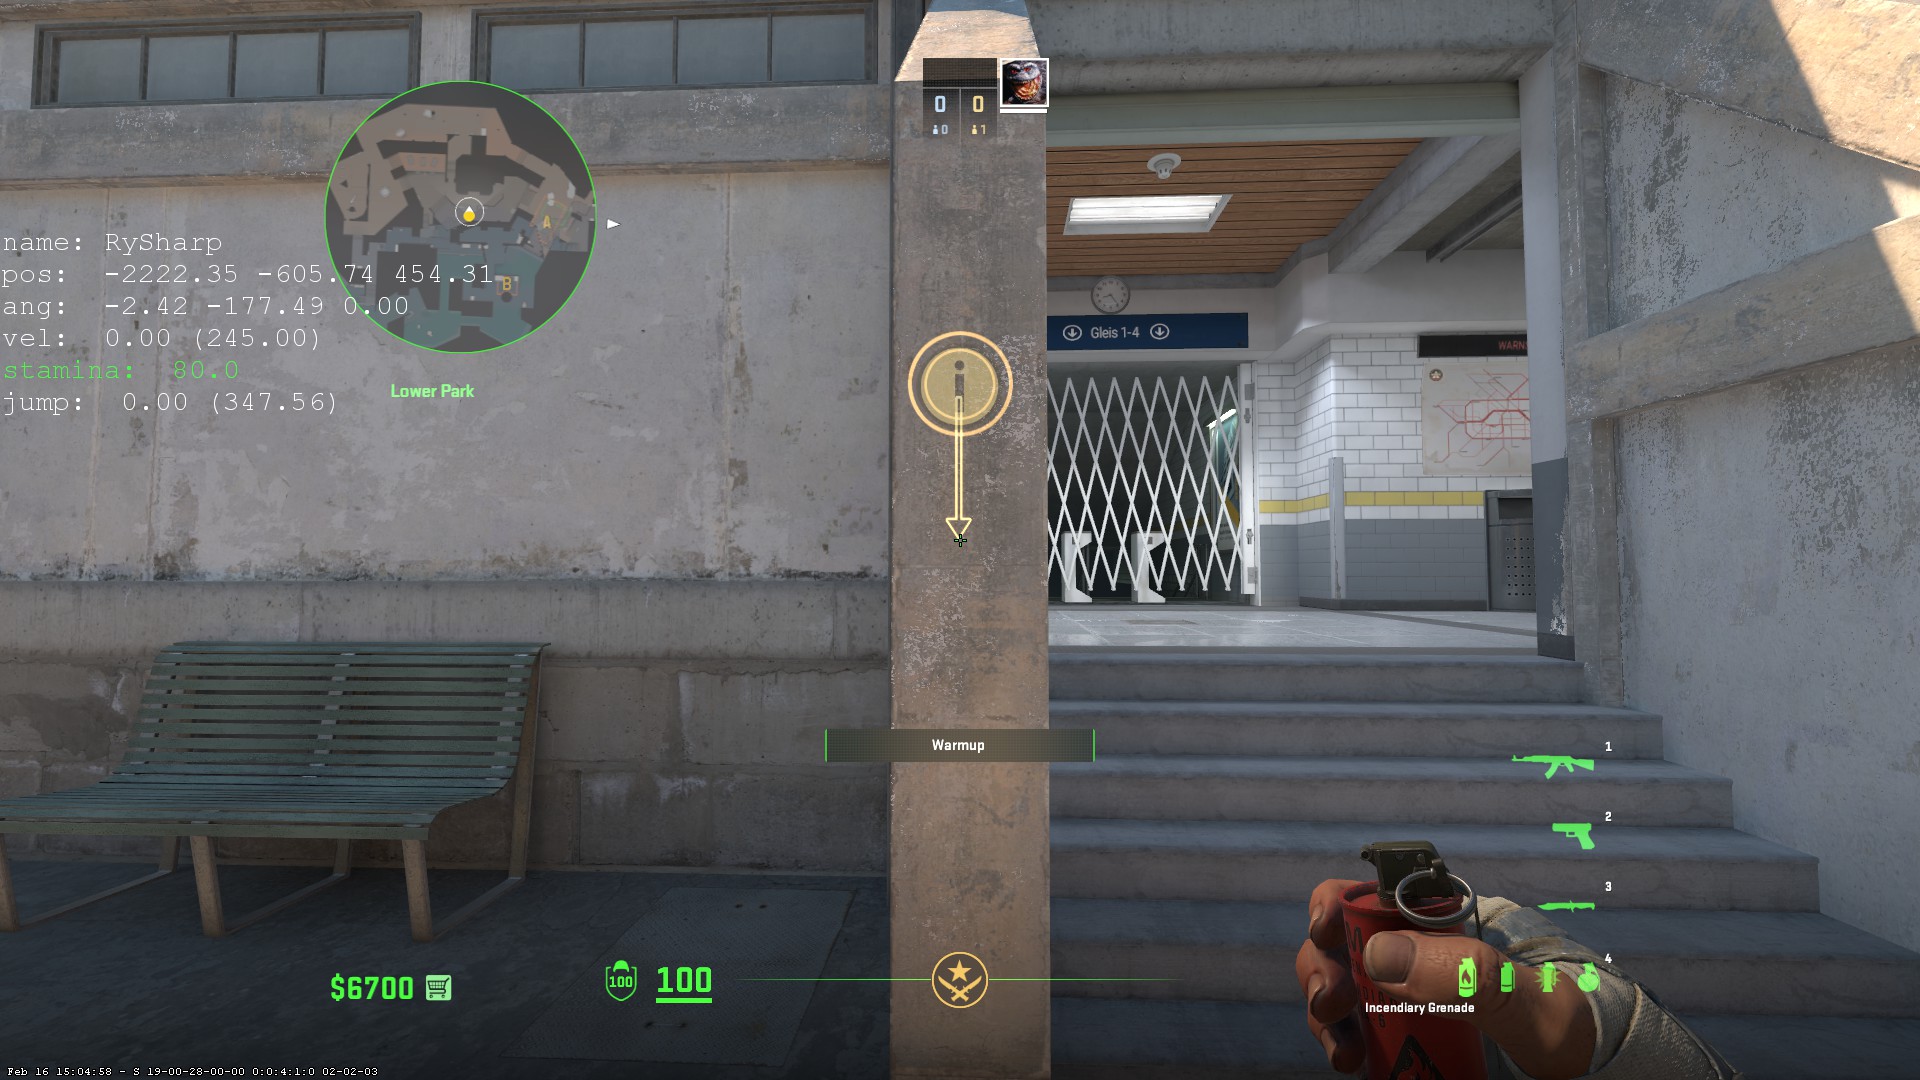 0 0
0 1
A
name: RySharp
pos: -2222.35 -605.74 454.31
B
ang: -2.42 -177.49 0.00
vel: 0.00 (245.00)
stamina: 80.0
jump: 0.00 (347.56)
Lower Park
Gleis 1-4
WARN
Warmup
1
2
3
4
$6700
100
100
Incendiary Grenade
Feb 16 15:04:58 - S 19-00-28-00-00 0:0:4:1:0 02-02-03